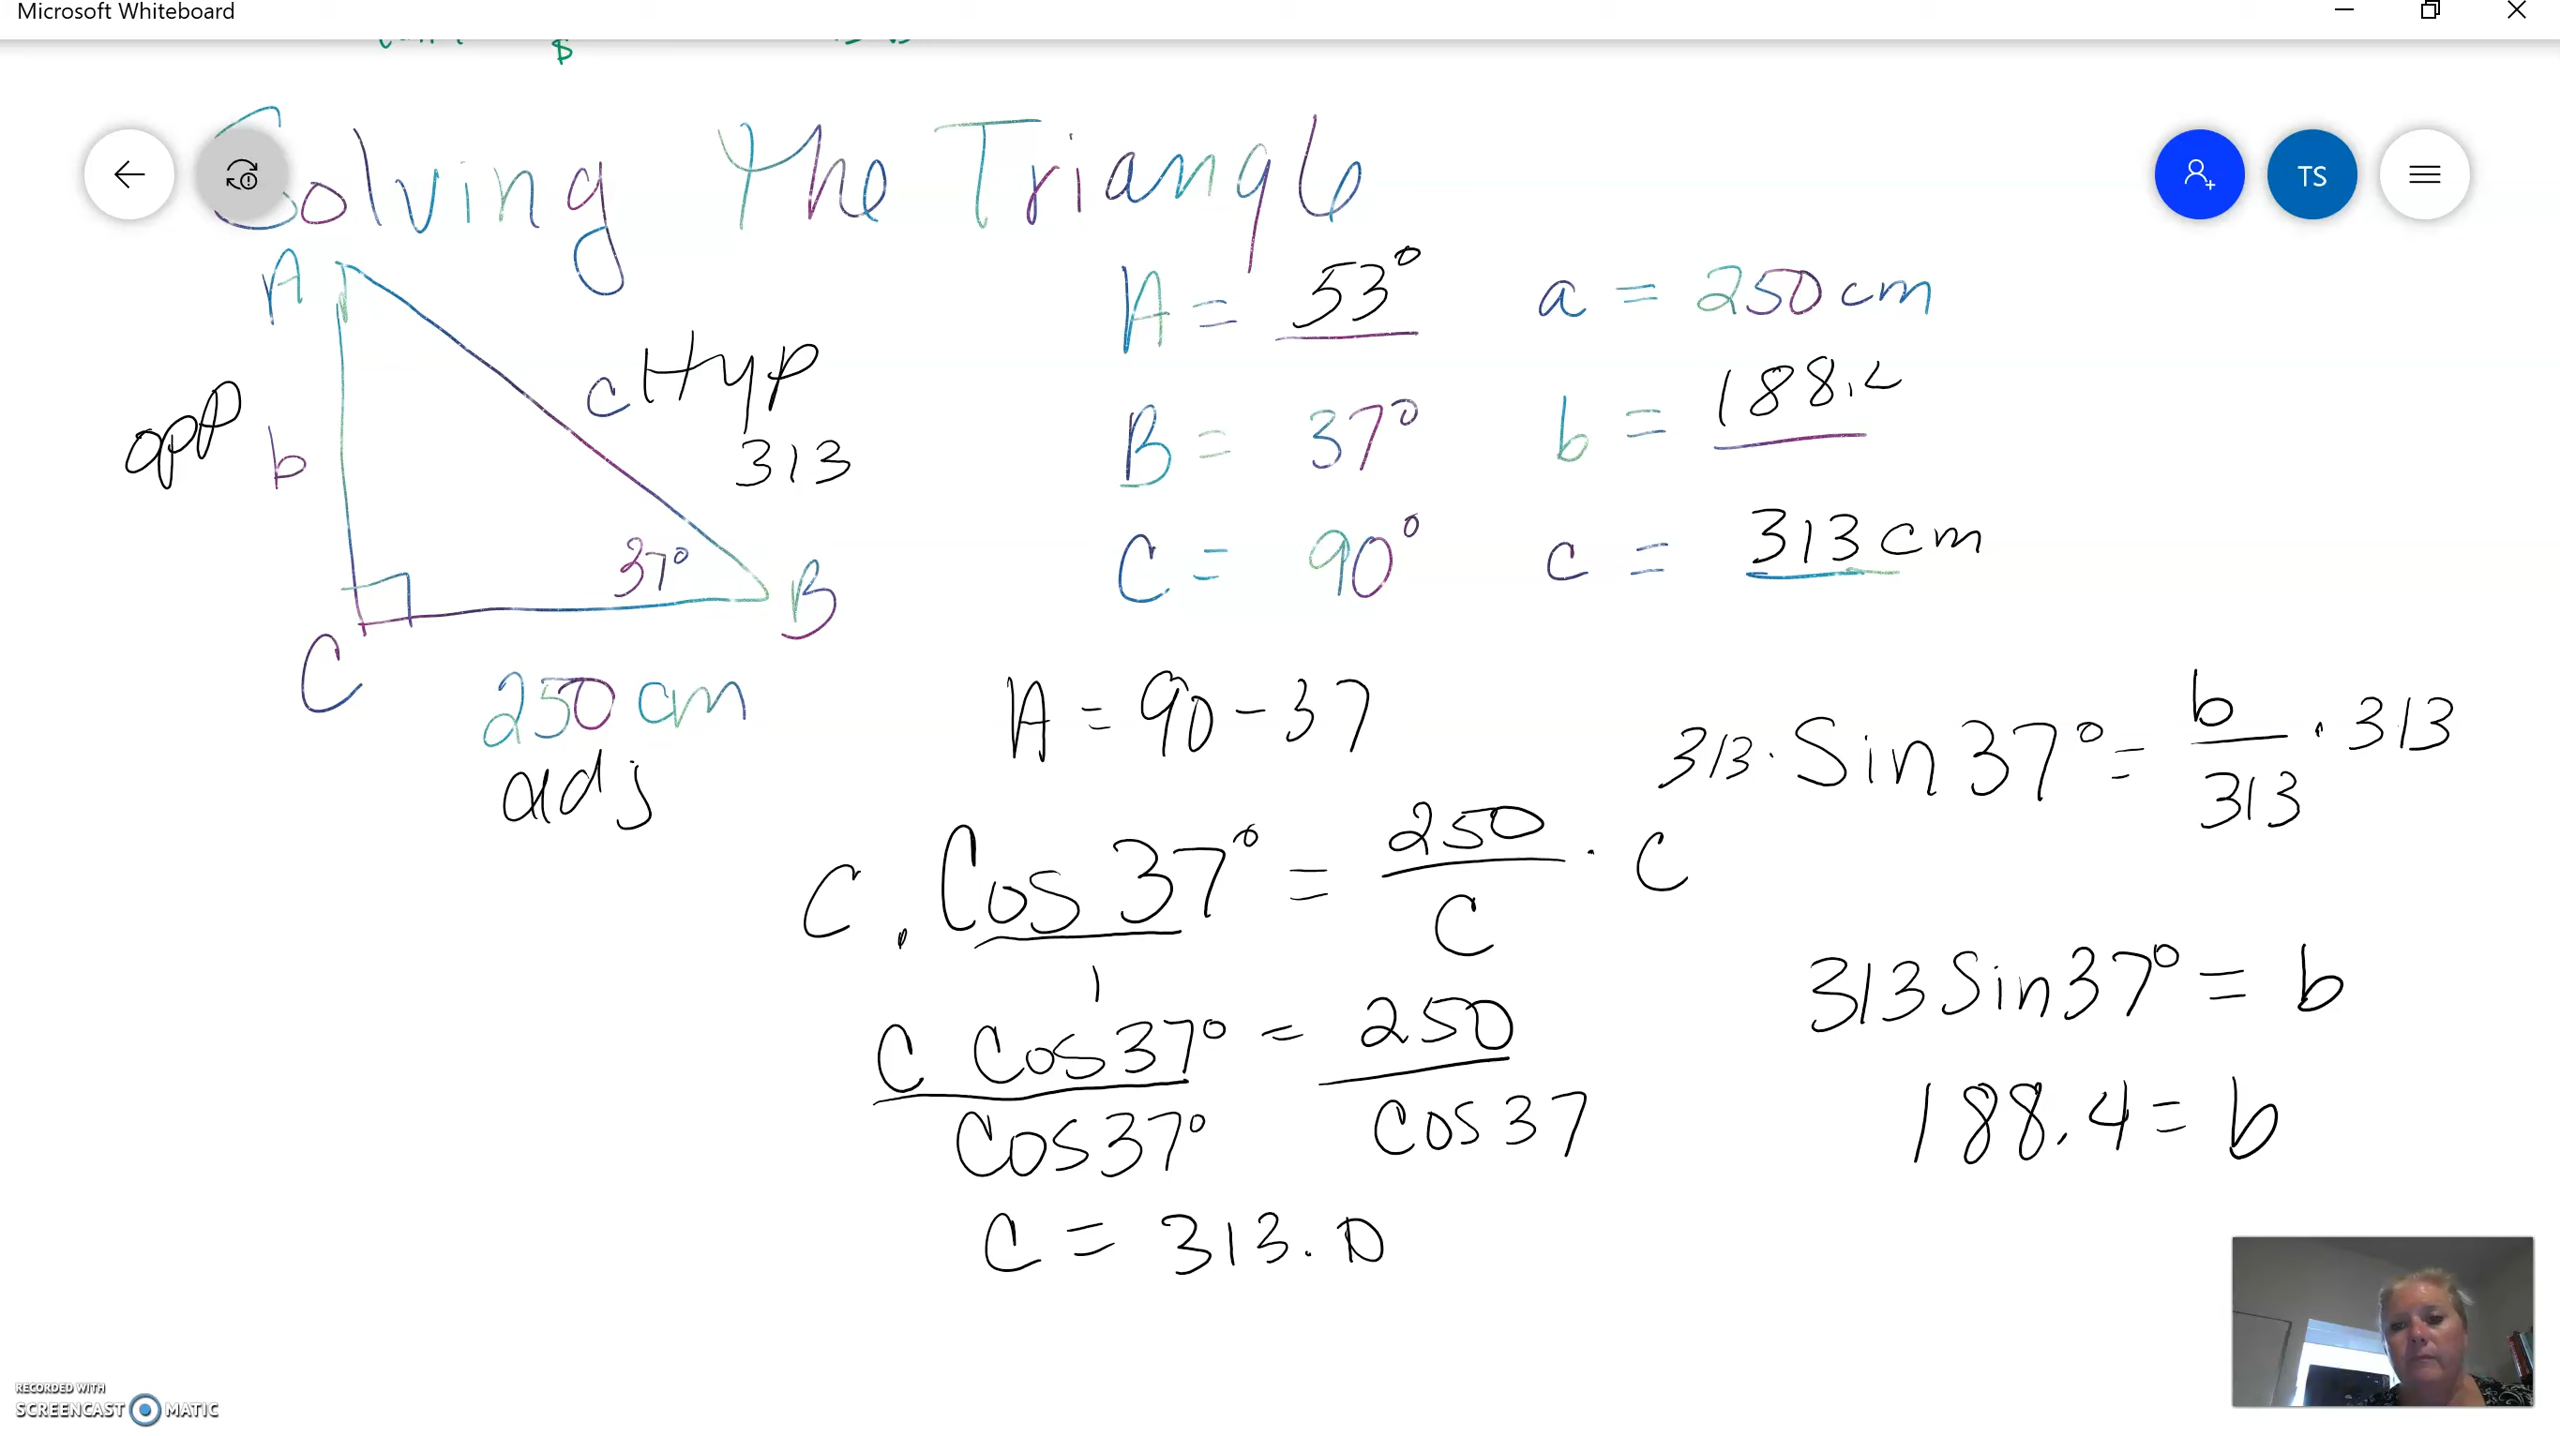 Microsoft Whiteboard
Solving The Triangle
TS
A
A = 53°
a = 250 cm
opp
b
c Hyp
313
B = 37°
b = 188.
C = 90°
c = 313 cm
37°
B
C
250 cm
adj
A = 90 - 37
C . Cos 37° = 250 / C . C
1
C Cos 37° / Cos 37° = 250 / Cos 37
C = 313.0
313 . Sin 37° = b / 313 . 313
313 Sin 37° = b
188.4 = b
RECORDED WITH
SCREENCAST MATIC